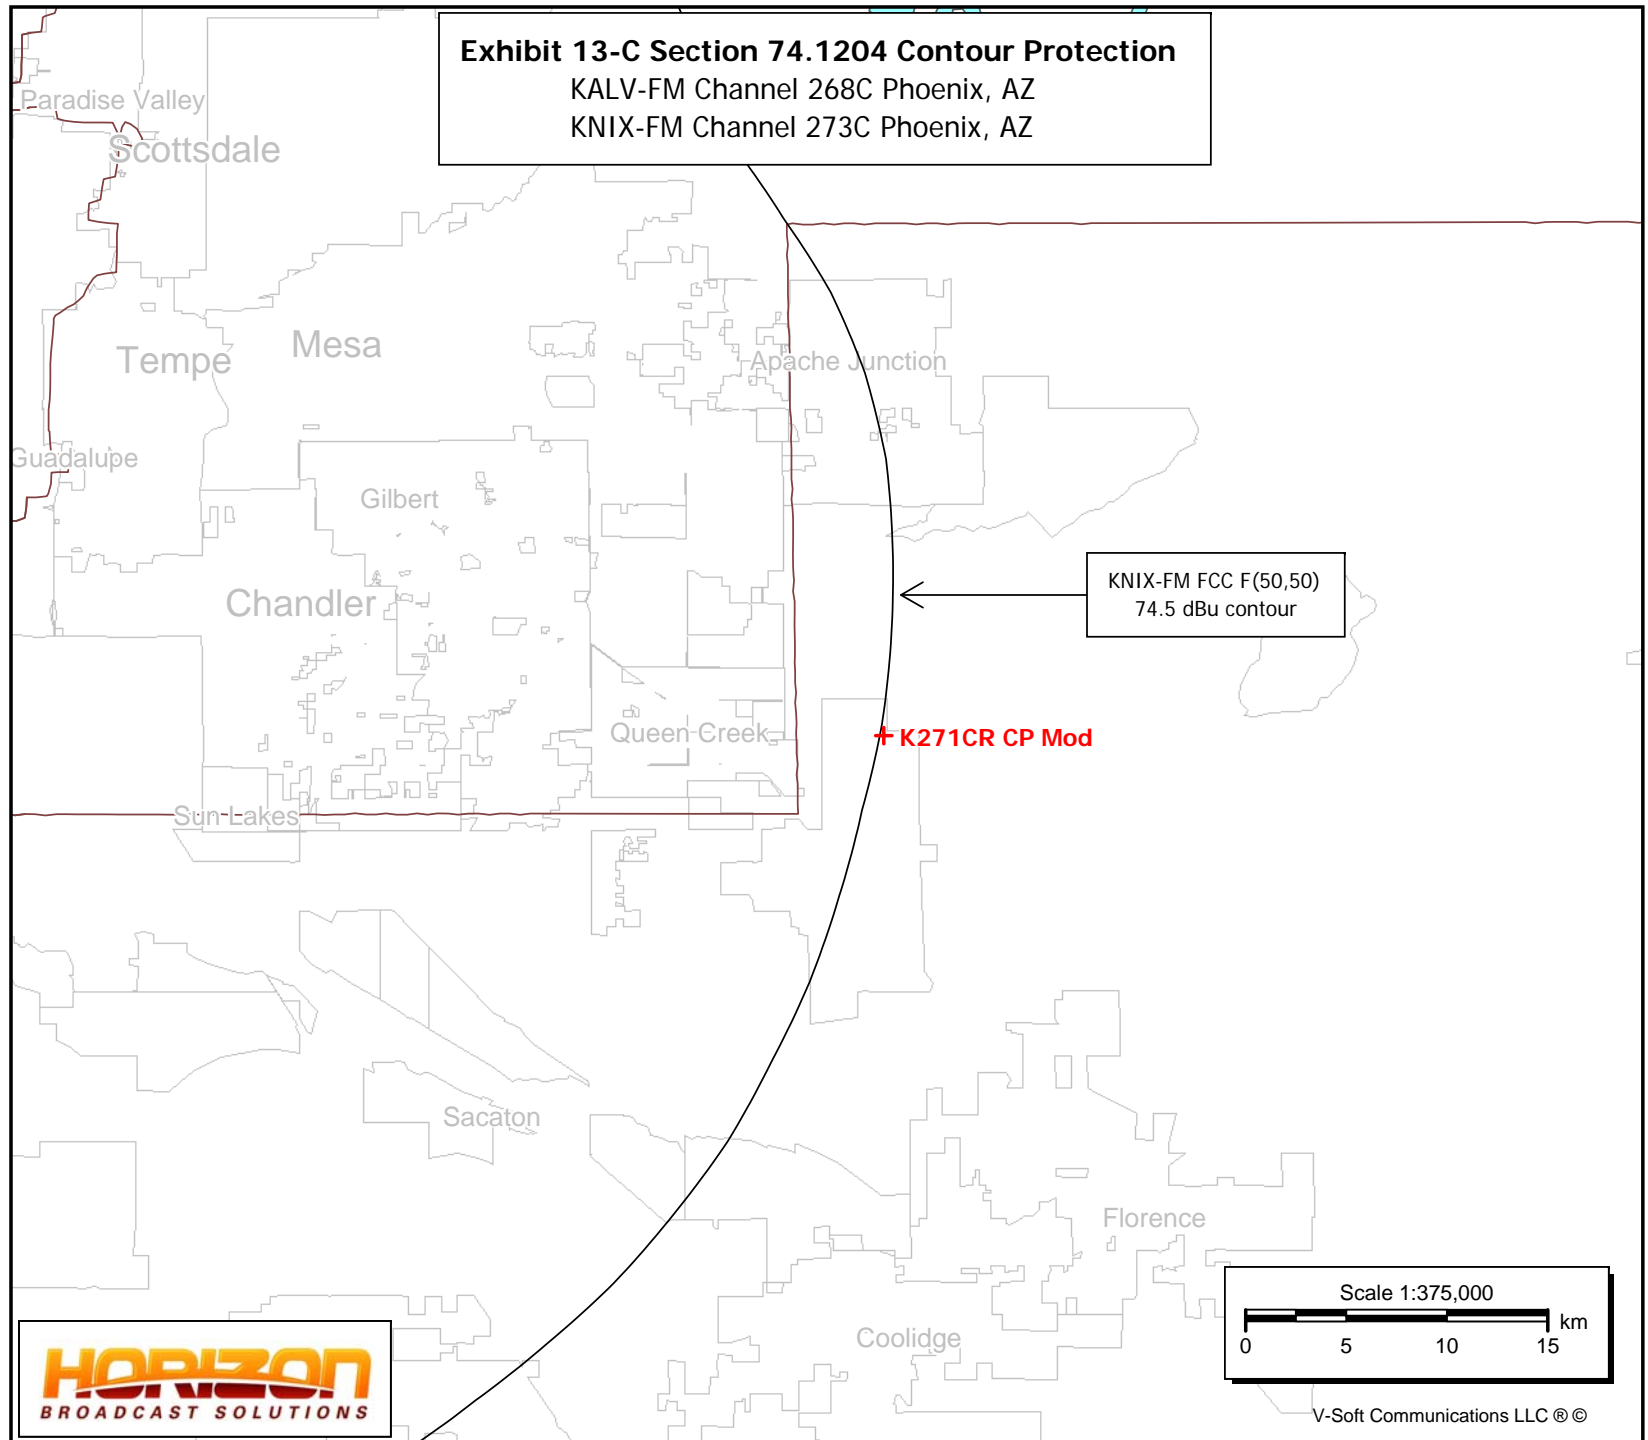 Exhibit 13-C Section 74.1204 Contour Protection
KALV-FM Channel 268C Phoenix, AZ
KNIX-FM Channel 273C Phoenix, AZ
Paradise Valley
Scottsdale
Tempe
Mesa
Apache Junction
Guadalupe
Gilbert
Chandler
KNIX-FM FCC F(50,50)
74.5 dBu contour
Queen Creek
K271CR CP Mod
Sun Lakes
Sacaton
Florence
Coolidge
Scale 1:375,000
km
0 5 10 15
HORIZON
BROADCAST SOLUTIONS
V-Soft Communications LLC ® ©